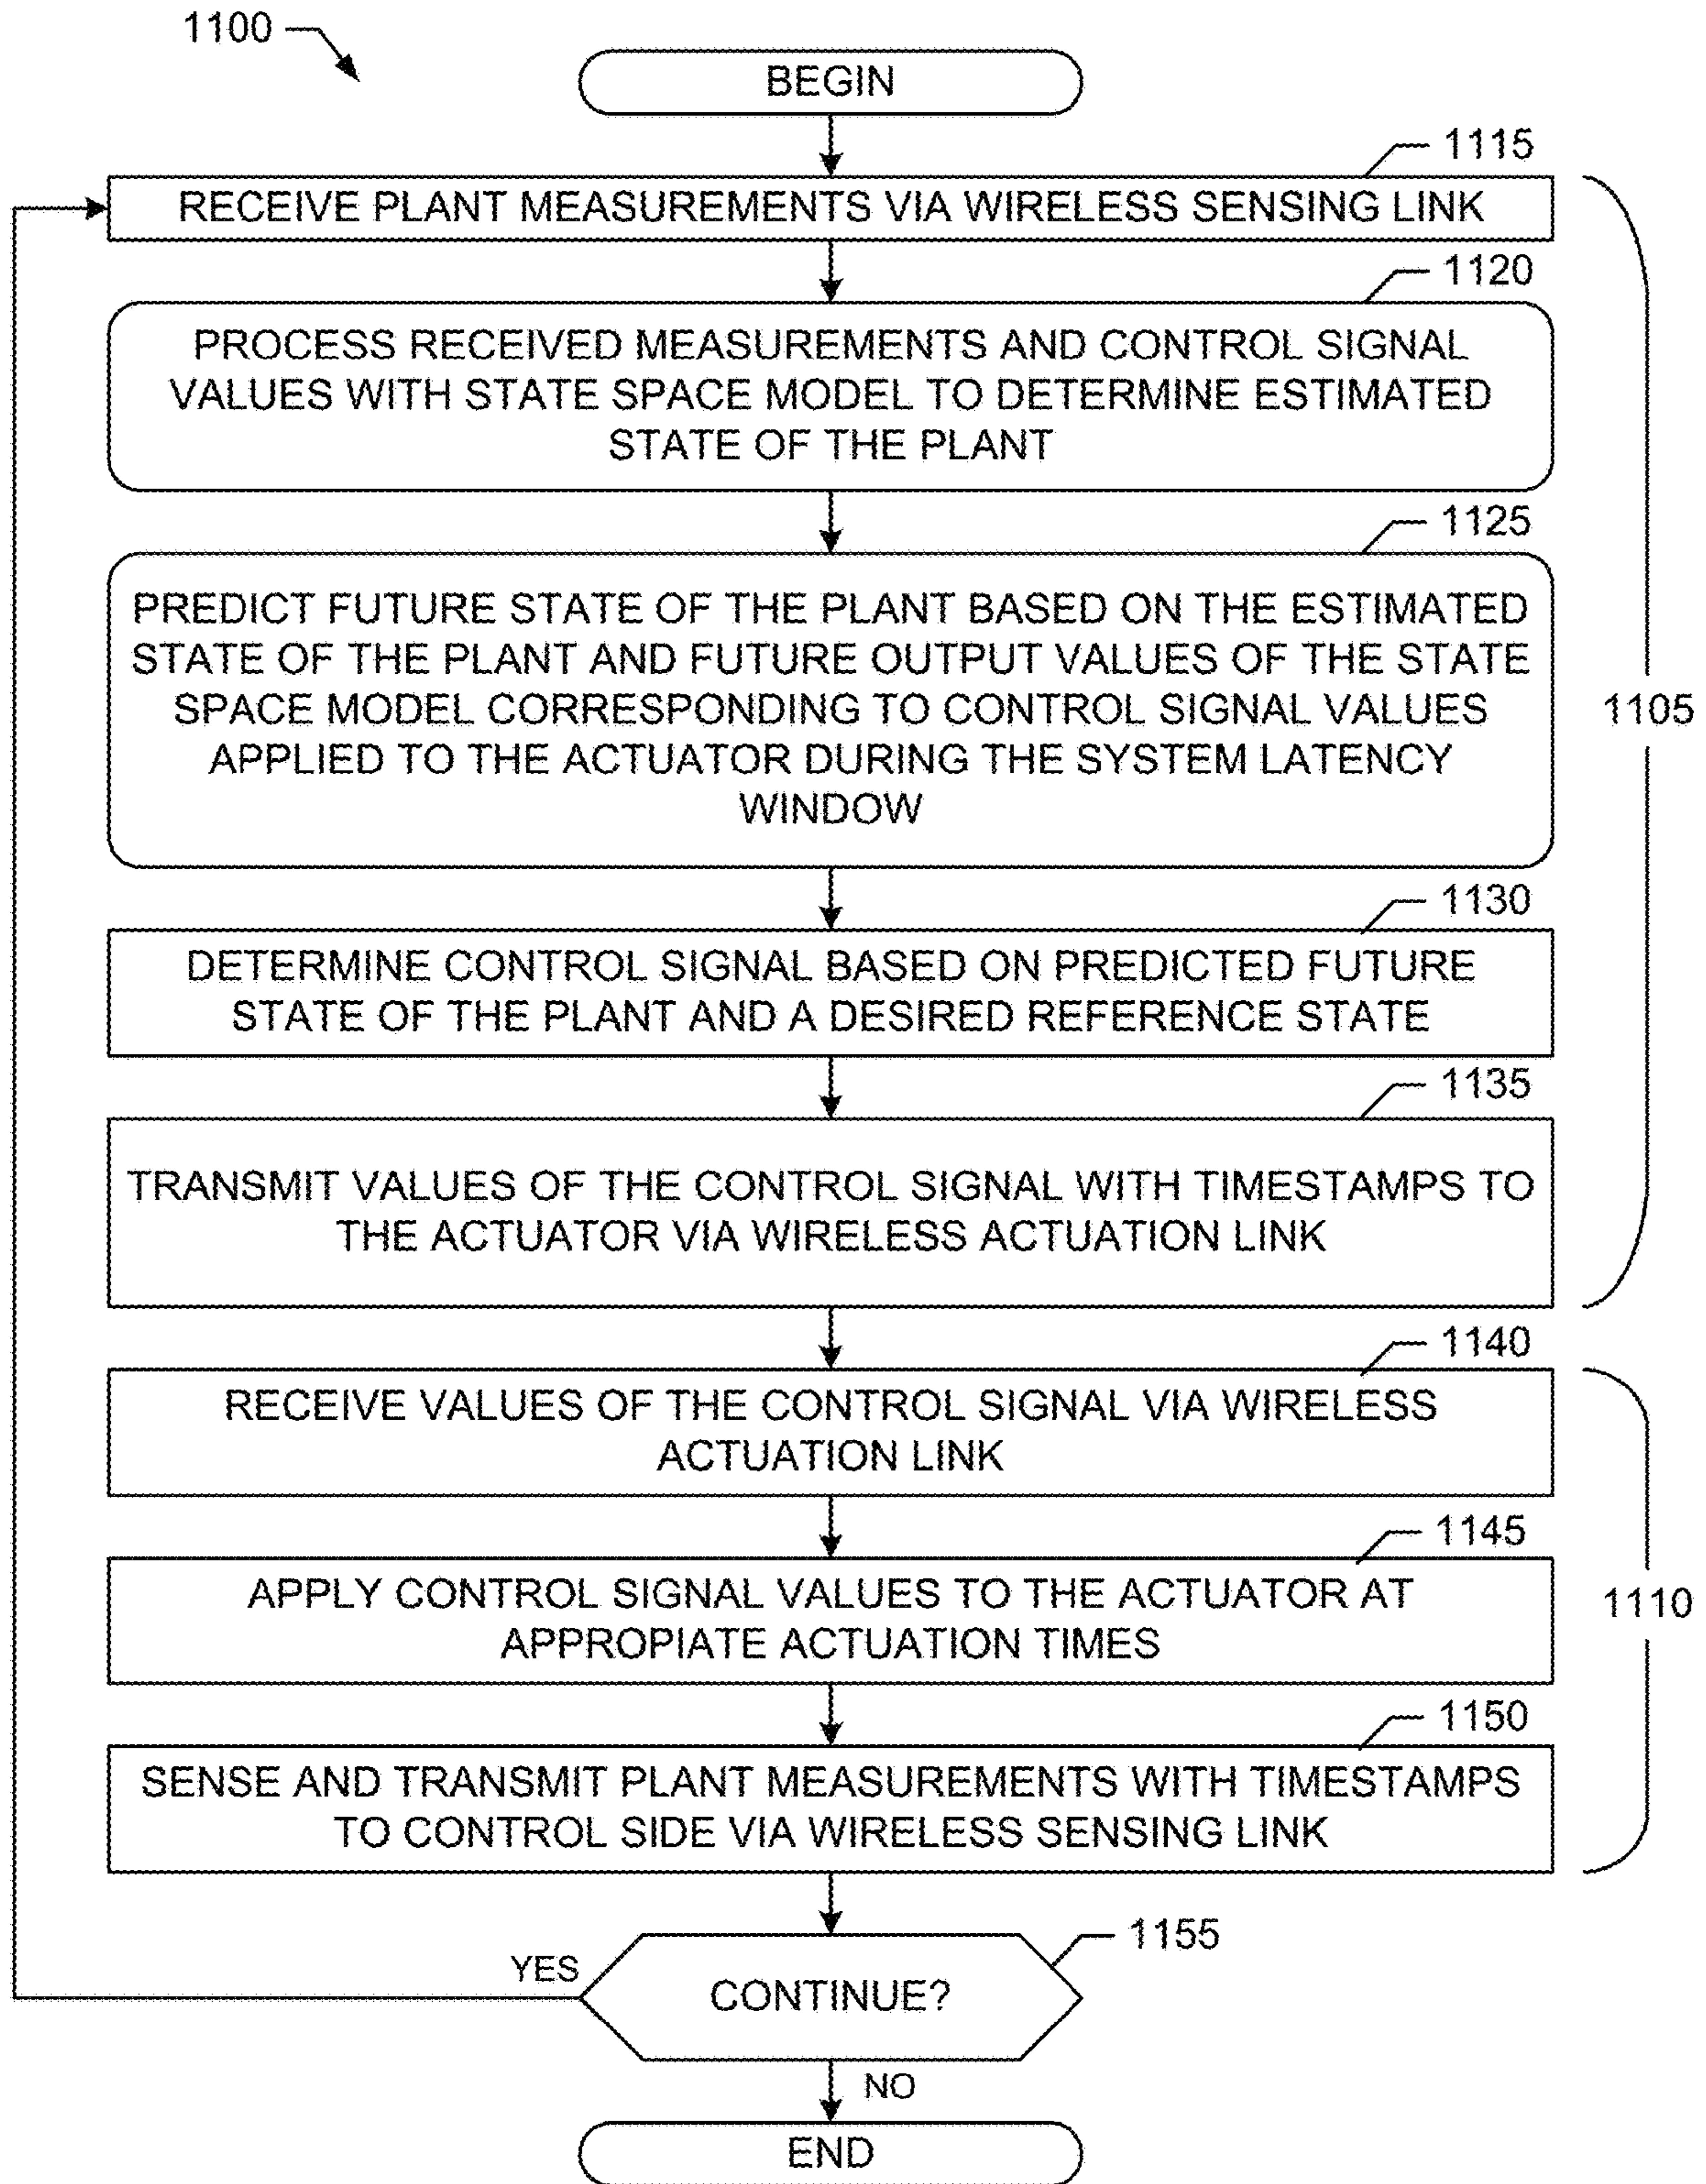 1100
BEGIN
1115
RECEIVE PLANT MEASUREMENTS VIA WIRELESS SENSING LINK
1120
PROCESS RECEIVED MEASUREMENTS AND CONTROL SIGNAL
VALUES WITH STATE SPACE MODEL TO DETERMINE ESTIMATED
STATE OF THE PLANT
1125
PREDICT FUTURE STATE OF THE PLANT BASED ON THE ESTIMATED
STATE OF THE PLANT AND FUTURE OUTPUT VALUES OF THE STATE
SPACE MODEL CORRESPONDING TO CONTROL SIGNAL VALUES
APPLIED TO THE ACTUATOR DURING THE SYSTEM LATENCY
WINDOW
1105
1130
DETERMINE CONTROL SIGNAL BASED ON PREDICTED FUTURE
STATE OF THE PLANT AND A DESIRED REFERENCE STATE
1135
TRANSMIT VALUES OF THE CONTROL SIGNAL WITH TIMESTAMPS TO
THE ACTUATOR VIA WIRELESS ACTUATION LINK
1140
RECEIVE VALUES OF THE CONTROL SIGNAL VIA WIRELESS
ACTUATION LINK
1145
APPLY CONTROL SIGNAL VALUES TO THE ACTUATOR AT
APPROPIATE ACTUATION TIMES
1110
1150
SENSE AND TRANSMIT PLANT MEASUREMENTS WITH TIMESTAMPS
TO CONTROL SIDE VIA WIRELESS SENSING LINK
1155
YES
CONTINUE?
NO
END